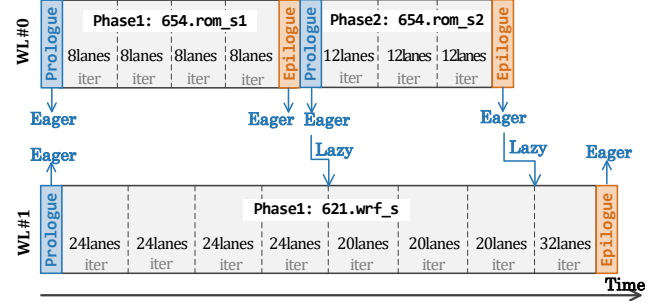 WL#0
Prologue
Phase1: 654.rom_s1
8lanes 8lanes 8lanes 8lanes
iter iter iter iter
Epilogue
Prologue
Phase2: 654.rom_s2
12lanes 12lanes 12lanes
iter iter iter
Epilogue
Eager Eager Eager Eager
Eager Lazy Lazy Eager
WL#1
Prologue
Phase1: 621.wrf_s
24lanes 24lanes 24lanes 24lanes 20lanes 20lanes 20lanes 32lanes
iter iter iter iter iter iter iter iter
Epilogue
Time